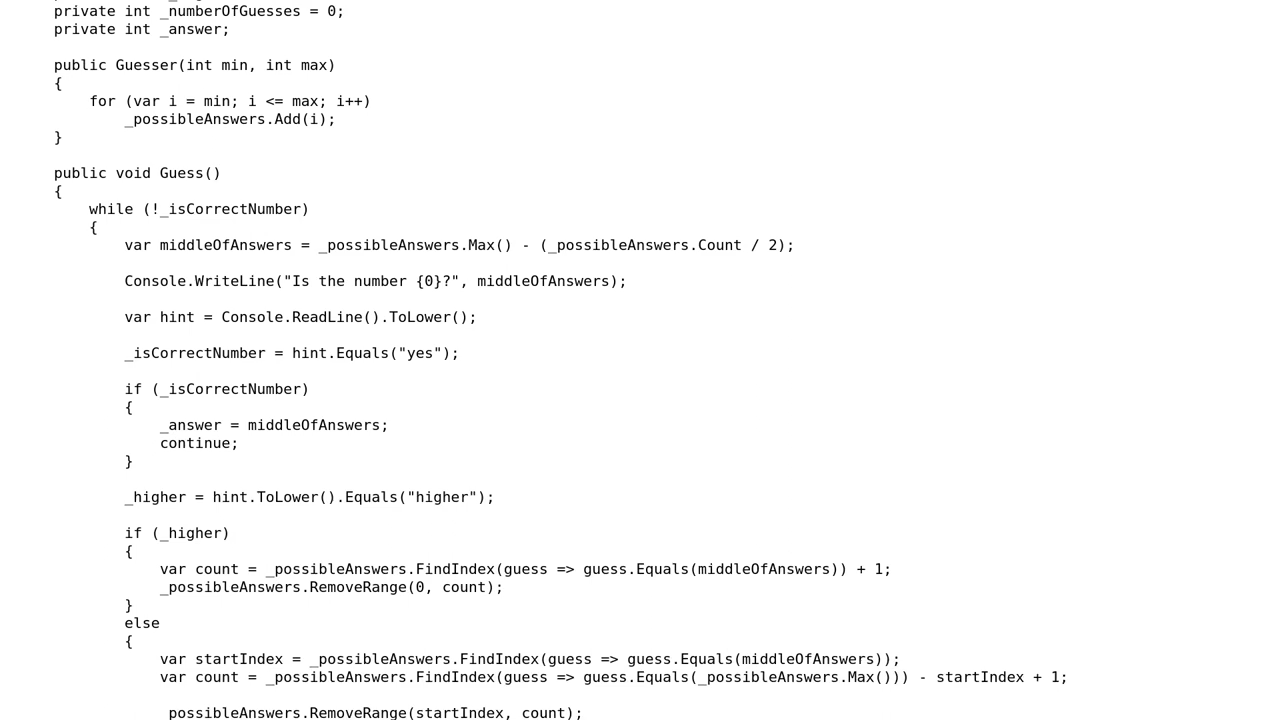 private int _numberOfGuesses = 0;
private int _answer;
public Guesser(int min, int max)
{
for (var i = min; i <= max; i++)
_possibleAnswers.Add(i);
}
public void Guess()
{
while (!_isCorrectNumber)
{
var middleOfAnswers = _possibleAnswers.Max() - (_possibleAnswers.Count / 2);
Console.WriteLine("Is the number {0}?", middleOfAnswers);
var hint = Console.ReadLine().ToLower();
_isCorrectNumber = hint.Equals("yes");
if (_isCorrectNumber)
{
_answer = middleOfAnswers;
continue;
}
_higher = hint.ToLower().Equals("higher");
if (_higher)
{
var count = _possibleAnswers.FindIndex(guess => guess.Equals(middleOfAnswers)) + 1;
_possibleAnswers.RemoveRange(0, count);
}
else
{
var startIndex = _possibleAnswers.FindIndex(guess => guess.Equals(middleOfAnswers));
var count = _possibleAnswers.FindIndex(guess => guess.Equals(_possibleAnswers.Max())) - startIndex + 1;
possibleAnswers.RemoveRange(startIndex, count);